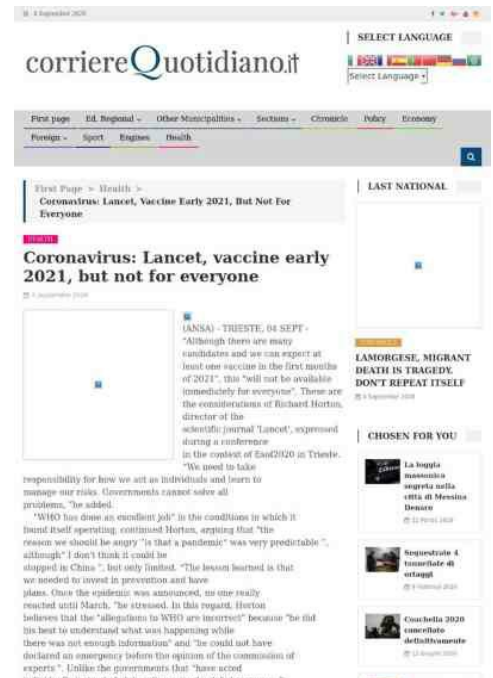 4 September 2020
SELECT LANGUAGE
corriereQuotidiano.it
Select Language
First page Ed. Regional Other Municipalities Sections Chronicle Policy Economy
Foreign Sport Engines Health
First Page > Health >
Coronavirus: Lancet, Vaccine Early 2021, But Not For
Everyone
LAST NATIONAL
HEALTH
Coronavirus: Lancet, vaccine early
2021, but not for everyone
4 September 2020
(ANSA) - TRIESTE, 04 SEPT -
"Although there are many
candidates and we can expect at
least one vaccine in the first months
of 2021", this "will not be available
immediately for everyone". These are
the considerations of Richard Horton,
director of the
scientific journal 'Lancet', expressed
during a conference
in the context of Esof2020 in Trieste.
"We need to take
responsibility for how we act as individuals and learn to
manage our risks. Governments cannot solve all
problems, "he added.
"WHO has done an excellent job" in the conditions in which it
found itself operating, continued Horton, arguing that "the
reason we should be angry "is that a pandemic" was very predictable ",
although" I don't think it could be
stopped in China ", but only limited. "The lesson learned is that
we needed to invest in prevention and have
plans. Once the epidemic was announced, no one really
reacted until March, "he stressed. In this regard, Horton
believes that the "allegations to WHO are incorrect" because "he did
his best to understand what was happening while
there was not enough information" and "he could not have
declared an emergency before the opinion of the commission of
experts ". Unlike the governments that "have acted
LAMORGESE, MIGRANT
DEATH IS TRAGEDY.
DON'T REPEAT ITSELF
4 September 2020
CHOSEN FOR YOU
La loggia
massonica
segreta nella
città di Messina
Denaro
Sequestrate 4
tonnellate di
ortaggi
Coachella 2020
cancellato
definitivamente